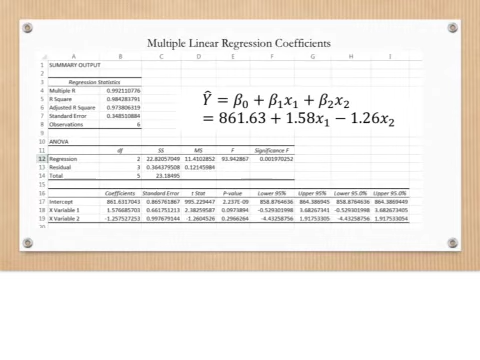 Multiple Linear Regression Coefficients
A B C D E F G H I
1 SUMMARY OUTPUT
2
3 Regression Statistics
4 Multiple R 0.992110776
5 R Square 0.984283791
6 Adjusted R Square 0.973806319
7 Standard Error 0.348510884
8 Observations 6
9
Ŷ = β₀ + β₁x₁ + β₂x₂
= 861.63 + 1.58x₁ − 1.26x₂
10 ANOVA
11 df SS MS F Significance F
12 Regression 2 22.82057049 11.4102852 93.942867 0.001970252
13 Residual 3 0.364379508 0.12145984
14 Total 5 23.18495
15
16 Coefficients Standard Error t Stat P-value Lower 95% Upper 95% Lower 95.0% Upper 95.0%
17 Intercept 861.6317043 0.865761867 995.229447 2.237E-09 858.8764636 864.386945 858.8764636 864.3869449
18 X Variable 1 1.576685703 0.661751213 2.38259587 0.0973894 -0.529301998 3.68267341 -0.529301998 3.682673405
19 X Variable 2 -1.257527253 0.997679144 -1.2604526 0.2966264 -4.43258756 1.91753305 -4.43258756 1.917533054